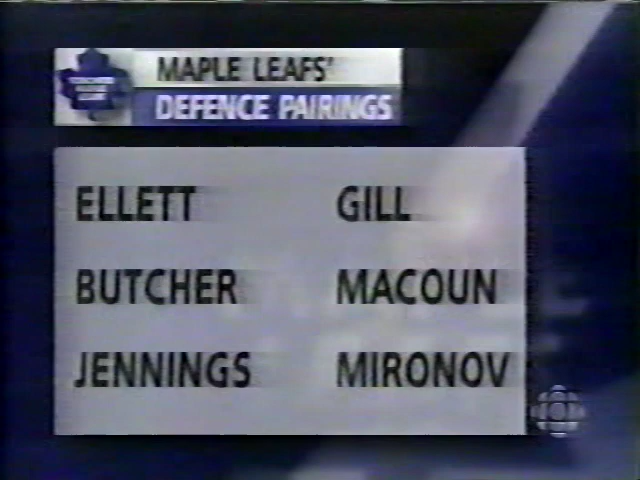 MAPLE LEAFS'
DEFENCE PAIRINGS
ELLETT GILL
BUTCHER MACOUN
JENNINGS MIRONOV